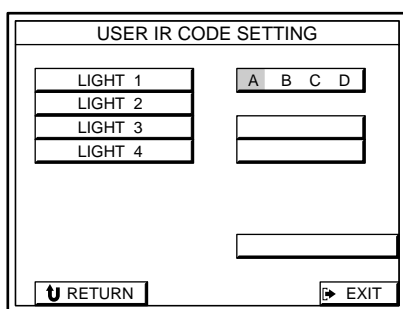 USER IR CODE SETTING
LIGHT 1
A B C D
LIGHT 2
LIGHT 3
LIGHT 4
RETURN
EXIT